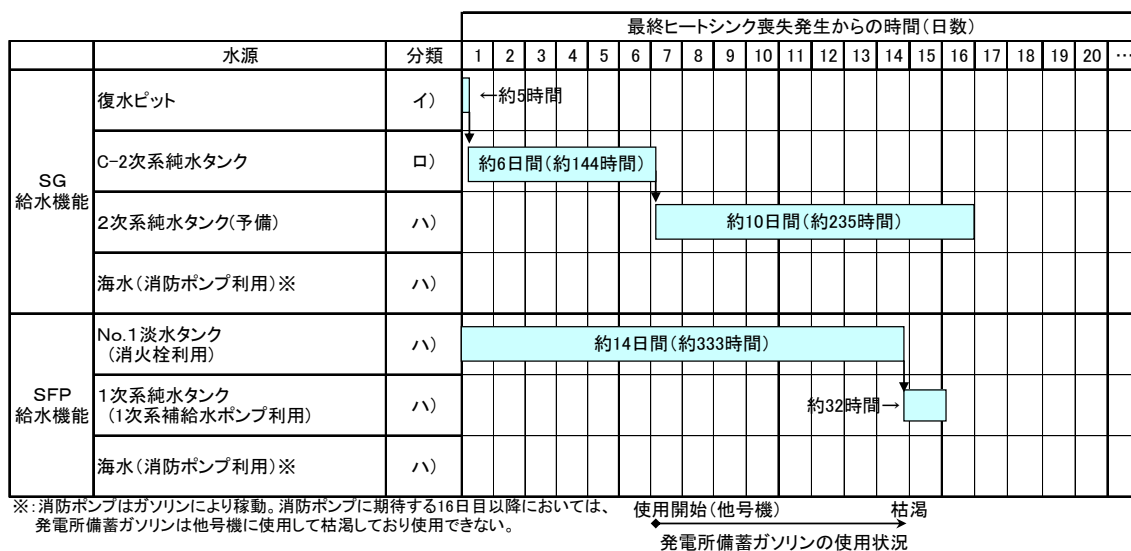 最終ヒートシンク喪失発生からの時間(日数)
水源 分類 1 2 3 4 5 6 7 8 9 10 11 12 13 14 15 16 17 18 19 20 …
SG
給水機能
復水ピット イ) ←約5時間
C-2次系純水タンク ロ) 約6日間(約144時間)
2次系純水タンク(予備) ハ) 約10日間(約235時間)
海水(消防ポンプ利用)※ ハ)
SFP
給水機能
No.1淡水タンク
(消火栓利用) ハ) 約14日間(約333時間)
1次系純水タンク
(1次系補給水ポンプ利用) ハ) 約32時間→
海水(消防ポンプ利用)※ ハ)
※:消防ポンプはガソリンにより稼動。消防ポンプに期待する16日目以降においては、
発電所備蓄ガソリンは他号機に使用して枯渇しており使用できない。
使用開始(他号機) 枯渇
発電所備蓄ガソリンの使用状況